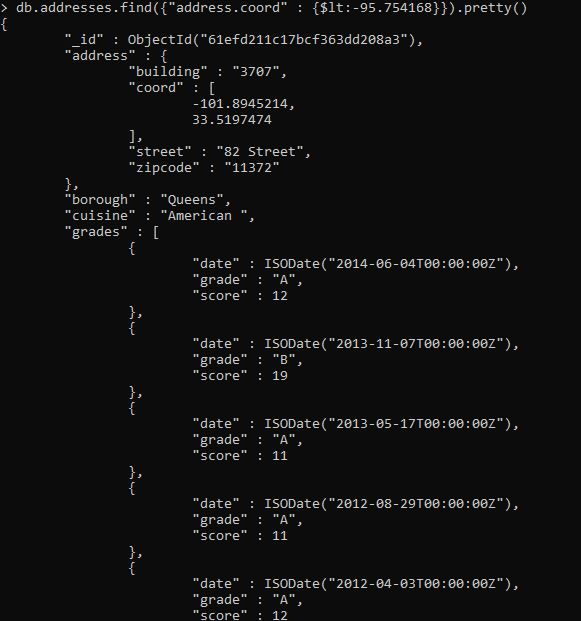 > db.addresses.find({"address.coord" : {$lt:-95.754168}}).pretty()
{
        "_id" : ObjectId("61efd211c17bcf363dd208a3"),
        "address" : {
                "building" : "3707",
                "coord" : [
                        -101.8945214,
                        33.5197474
                ],
                "street" : "82 Street",
                "zipcode" : "11372"
        },
        "borough" : "Queens",
        "cuisine" : "American ",
        "grades" : [
                {
                        "date" : ISODate("2014-06-04T00:00:00Z"),
                        "grade" : "A",
                        "score" : 12
                },
                {
                        "date" : ISODate("2013-11-07T00:00:00Z"),
                        "grade" : "B",
                        "score" : 19
                },
                {
                        "date" : ISODate("2013-05-17T00:00:00Z"),
                        "grade" : "A",
                        "score" : 11
                },
                {
                        "date" : ISODate("2012-08-29T00:00:00Z"),
                        "grade" : "A",
                        "score" : 11
                },
                {
                        "date" : ISODate("2012-04-03T00:00:00Z"),
                        "grade" : "A",
                        "score" : 12